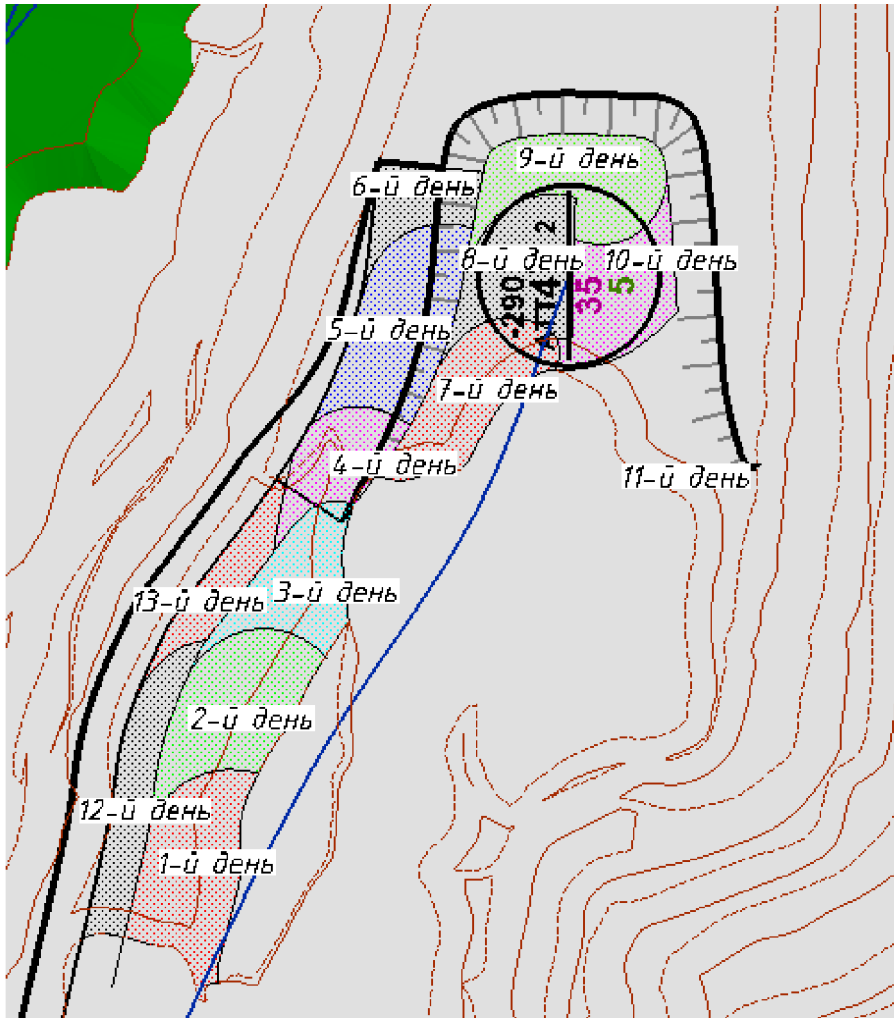 9-й день
6-й день
8-й день
10-й день
2
-290
35
5
5-й день
7-й день
4-й день
11-й день
13-й день
3-й день
2-й день
12-й день
1-й день